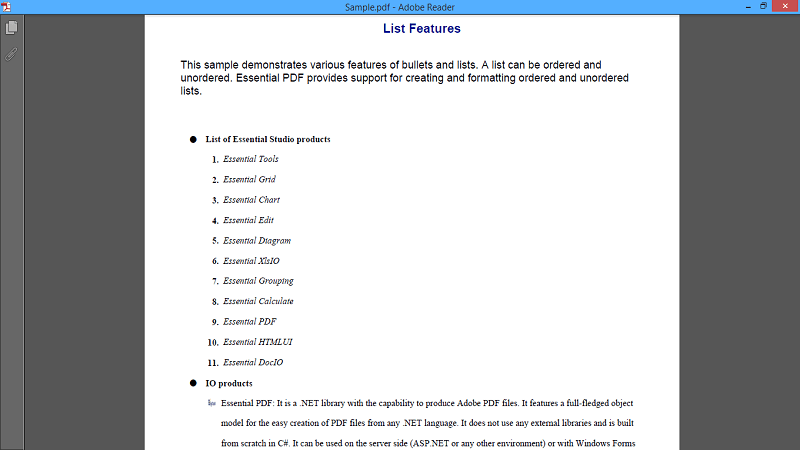 Sample.pdf - Adobe Reader
List Features
This sample demonstrates various features of bullets and lists. A list can be ordered and
unordered. Essential PDF provides support for creating and formatting ordered and unordered
lists.
● List of Essential Studio products
1. Essential Tools
2. Essential Grid
3. Essential Chart
4. Essential Edit
5. Essential Diagram
6. Essential XlsIO
7. Essential Grouping
8. Essential Calculate
9. Essential PDF
10. Essential HTMLUI
11. Essential DocIO
● IO products
Essential PDF: It is a .NET library with the capability to produce Adobe PDF files. It features a full-fledged object
model for the easy creation of PDF files from any .NET language. It does not use any external libraries and is built
from scratch in C#. It can be used on the server side (ASP.NET or any other environment) or with Windows Forms